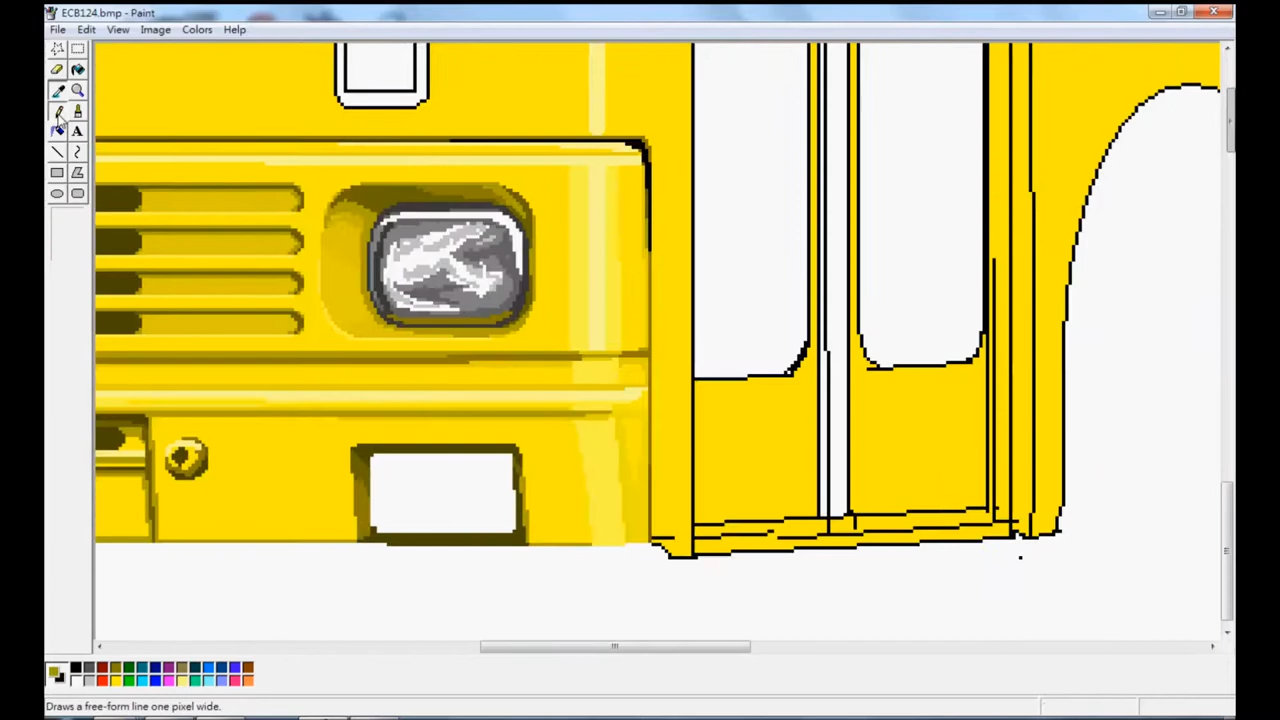 ECB124.bmp - Paint
File Edit View Image Colors Help
A
Draws a free-form line one pixel wide.